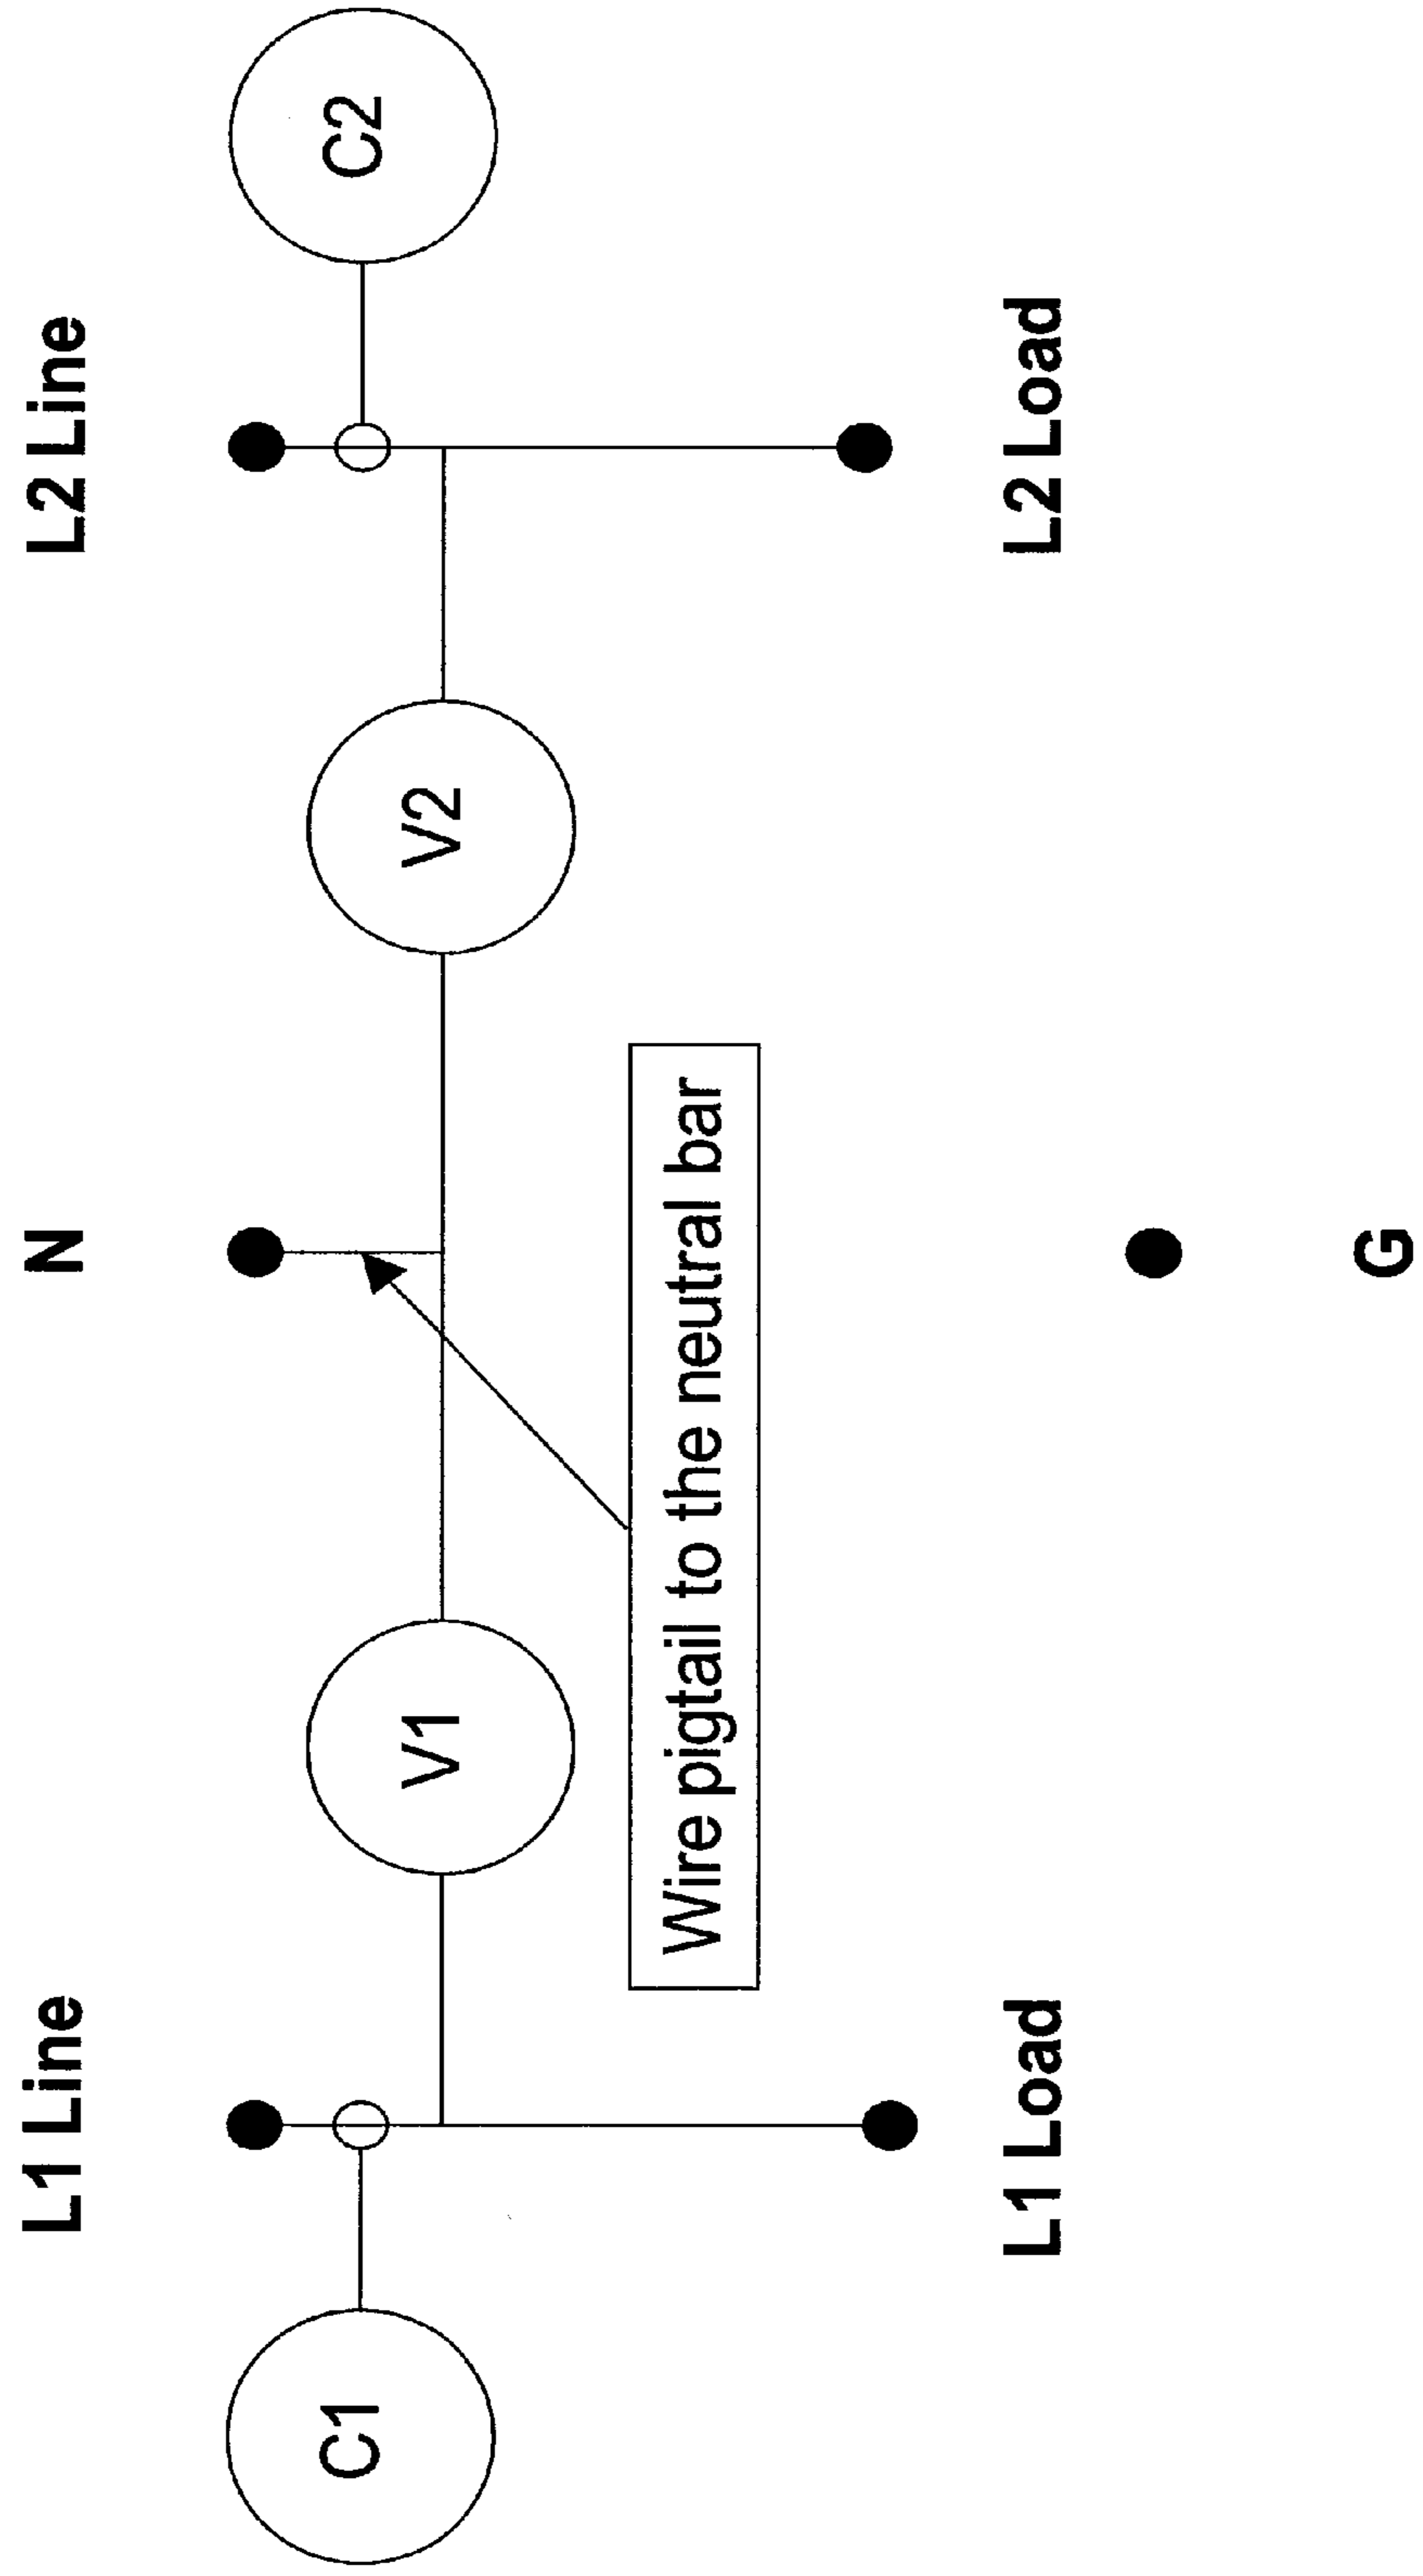 L1 Line
N
L2 Line
C1
V1
V2
C2
Wire pigtail to the neutral bar
L1 Load
L2 Load
G